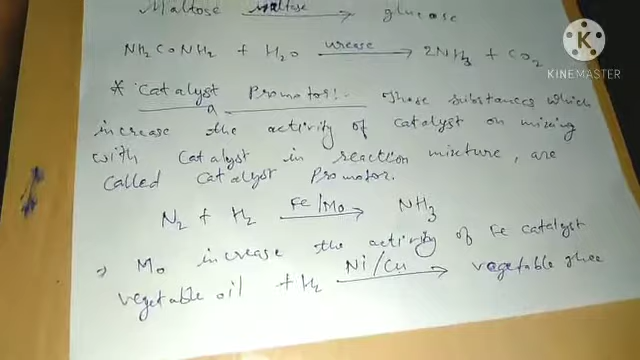 Maltose maltase → glucose
NH2CONH2 + H2O urease → 2NH3 + CO2
KINEMASTER
* Catalyst Promotor:- Those substances which
increase the activity of catalyst on mixing
with catalyst in reaction mixture, are
called catalyst promotor.
N2 + H2 Fe/Mo → NH3
⇒ Mo increase the activity of Fe catalyst
vegetable oil + H2 Ni/Cu → vegetable ghee